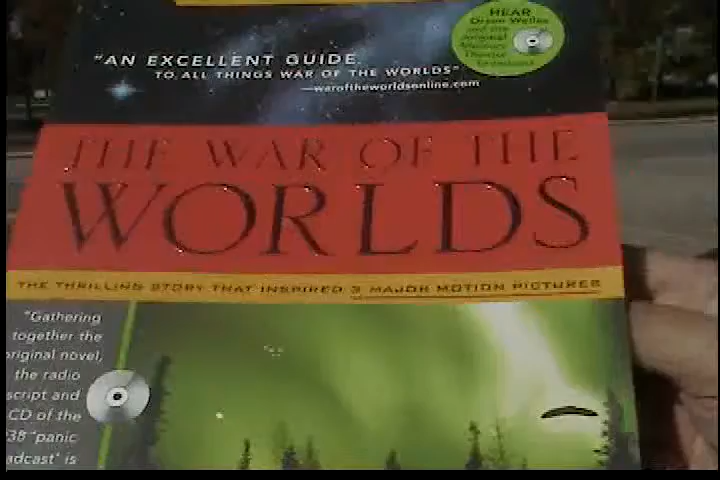 HEAR
Orson Welles
and the
original
Mercury
Theater
Broadcast
"AN EXCELLENT GUIDE
TO ALL THINGS WAR OF THE WORLDS"
—waroftheworldsonline.com
THE WAR OF THE
WORLDS
THE THRILLING STORY THAT INSPIRED 3 MAJOR MOTION PICTURES
"Gathering
together the
original novel,
the radio
script and
CD of the
38 "panic
adcast" is